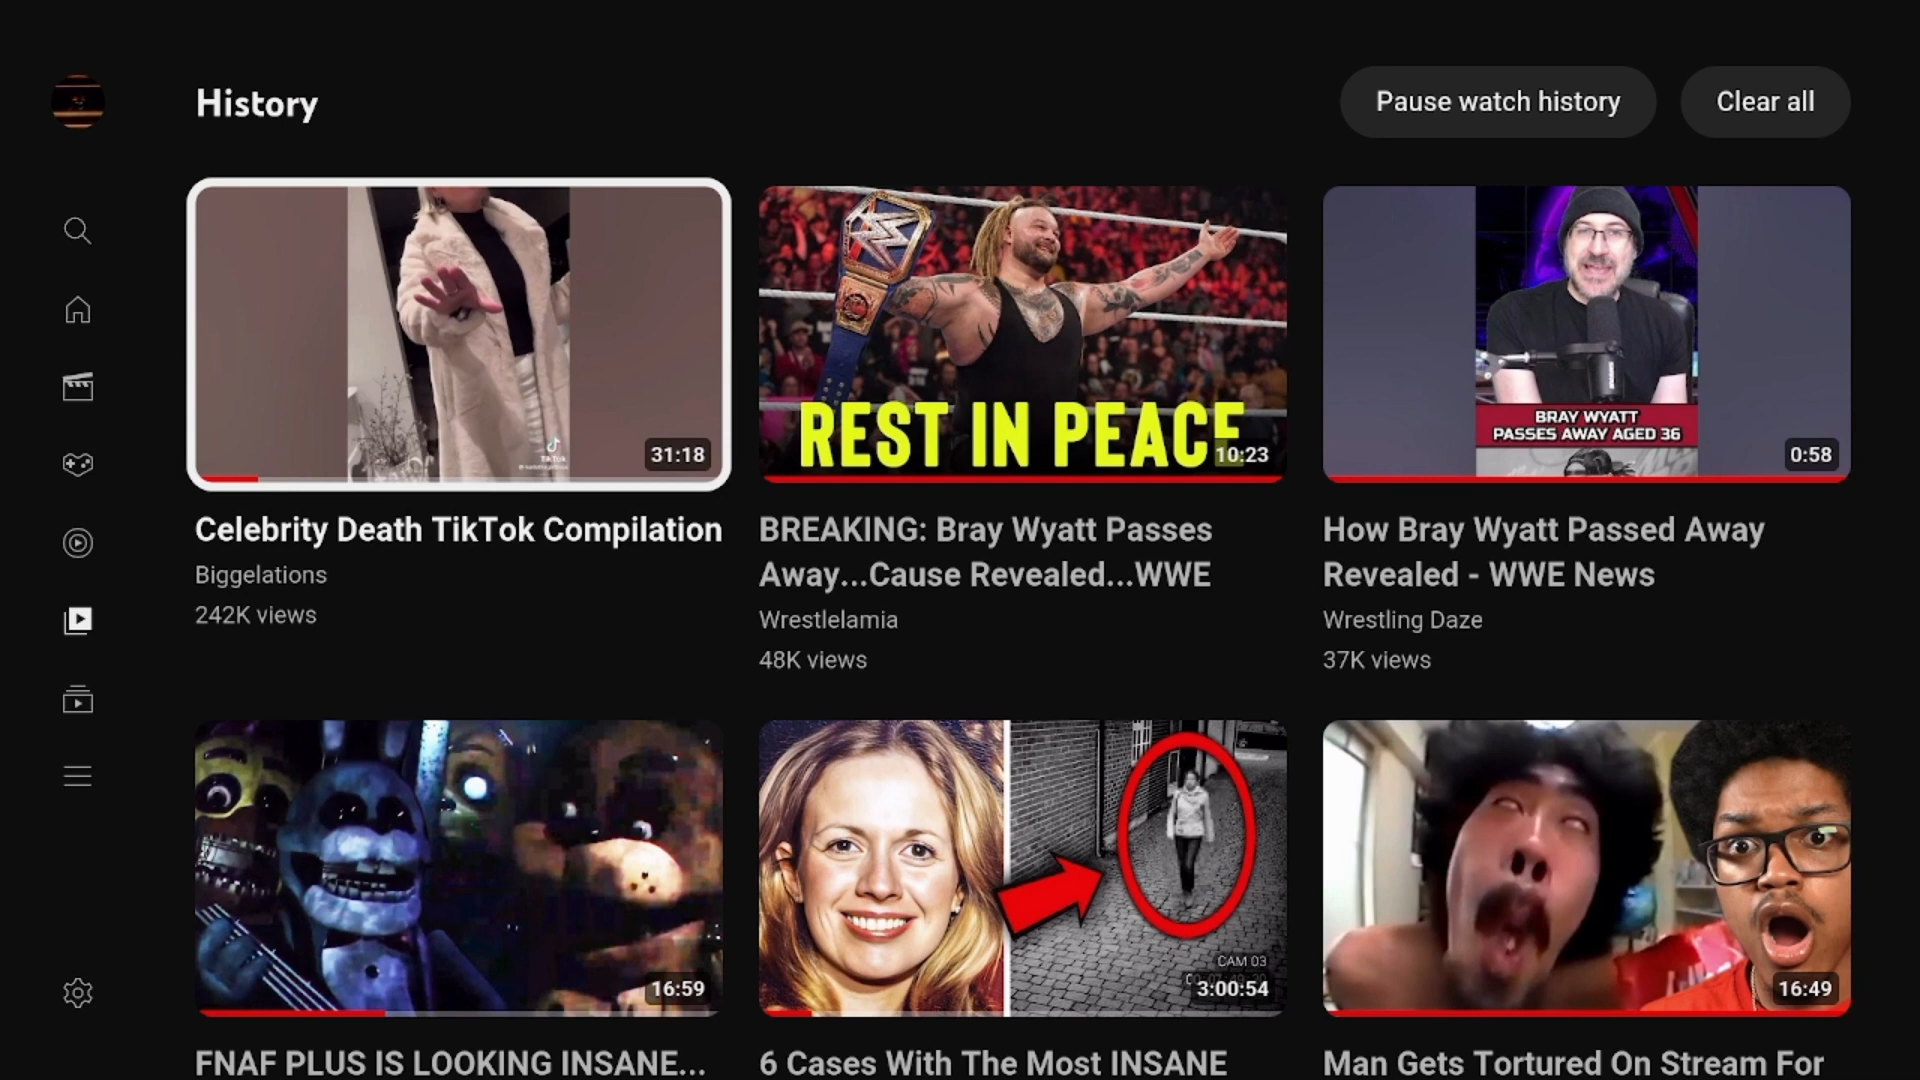 History
Pause watch history
Clear all
TikTok
31:18
REST IN PEACE
10:23
BRAY WYATT
PASSES AWAY AGED 36
0:58
Celebrity Death TikTok Compilation
Biggelations
242K views
BREAKING: Bray Wyatt Passes
Away...Cause Revealed...WWE
Wrestlelamia
48K views
How Bray Wyatt Passed Away
Revealed - WWE News
Wrestling Daze
37K views
16:59
CAM 03
3:00:54
16:49
FNAF PLUS IS LOOKING INSANE...
6 Cases With The Most INSANE
Man Gets Tortured On Stream For